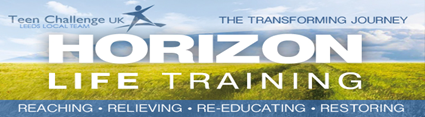 Teen Challenge UK
LEEDS LOCAL TEAM
THE TRANSFORMING JOURNEY
HORIZON
LIFE TRAINING
REACHING • RELIEVING • RE-EDUCATING • RESTORING